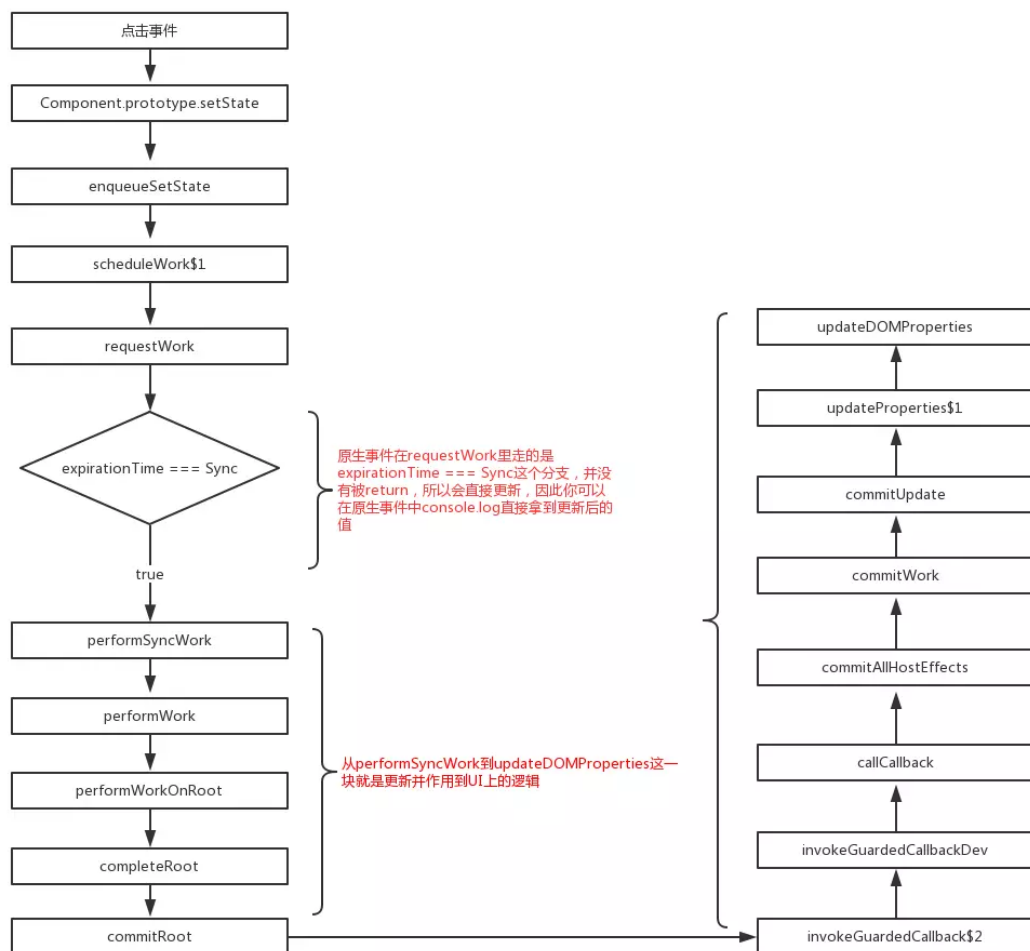 点击事件
Component.prototype.setState
enqueueSetState
scheduleWork$1
requestWork
expirationTime === Sync
原生事件在requestWork里走的是
expirationTime === Sync这个分支，并没
有被return，所以会直接更新，因此你可以
在原生事件中console.log直接拿到更新后的
值
true
performSyncWork
performWork
performWorkOnRoot
completeRoot
commitRoot
从performSyncWork到updateDOMProperties这一
块就是更新并作用到UI上的逻辑
updateDOMProperties
updateProperties$1
commitUpdate
commitWork
commitAllHostEffects
callCallback
invokeGuardedCallbackDev
invokeGuardedCallback$2